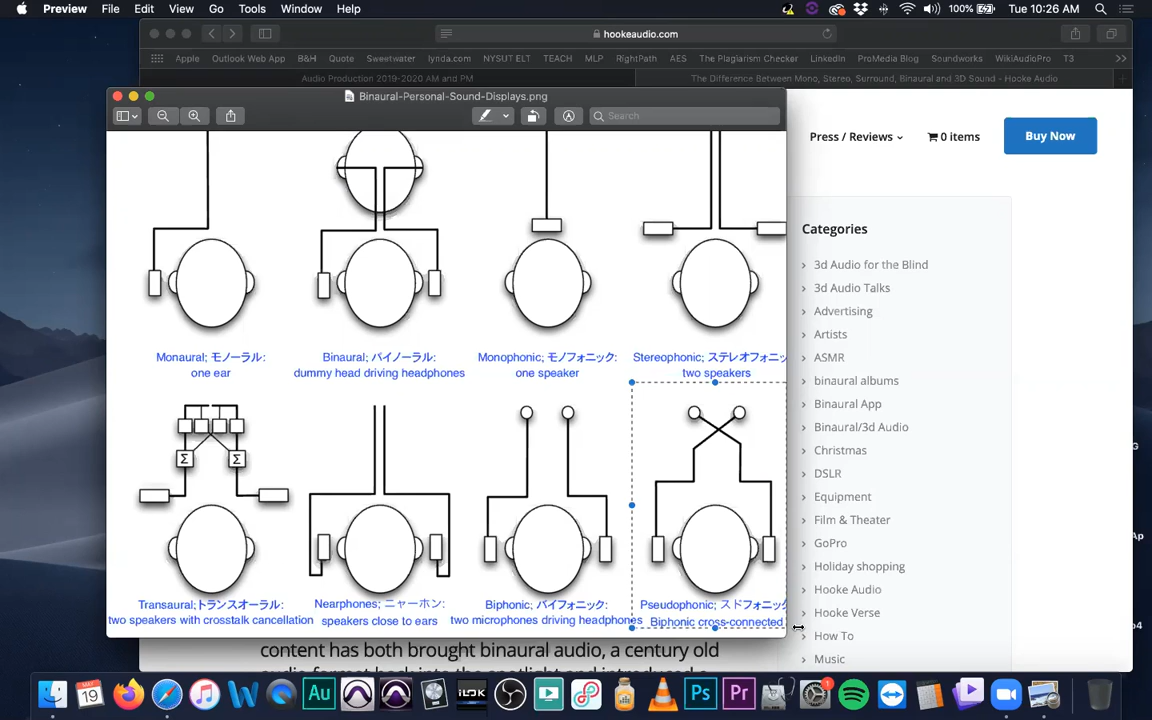 Preview File Edit View Go Tools Window Help 100% Tue 10:26 AM
hookeaudio.com
Apple Outlook Web App B&H Quote Sweetwater lynda.com NYSUT ELT TEACH MLP RightPath AES The Plagiarism Checker LinkedIn ProMedia Blog Soundworks WikiAudioPro T3
Audio Production 2019-2020 AM and PM The Difference Between Mono, Stereo, Surround, Binaural and 3D Sound - Hooke Audio
Binaural-Personal-Sound-Displays.png
Search
Press / Reviews 0 items Buy Now
Categories
3d Audio for the Blind
3d Audio Talks
Advertising
Artists
ASMR
binaural albums
Binaural App
Binaural/3d Audio
Christmas
DSLR
Equipment
Film & Theater
GoPro
Holiday shopping
Hooke Audio
Hooke Verse
How To
Music
Monaural; モノーラル:
one ear
Binaural; バイノーラル:
dummy head driving headphones
Monophonic; モノフォニック:
one speaker
Stereophonic; ステレオフォニッ
two speakers
Σ Σ
Transaural;トランスオーラル:
two speakers with crosstalk cancellation
Nearphones; ニャーホン:
speakers close to ears
Biphonic; バイフォニック:
two microphones driving headphones
Pseudophonic; スドフォニッ
Biphonic cross-connected
content has both brought binaural audio, a century old
MAY
19
W
Au
iLOK
Ps
Pr
1